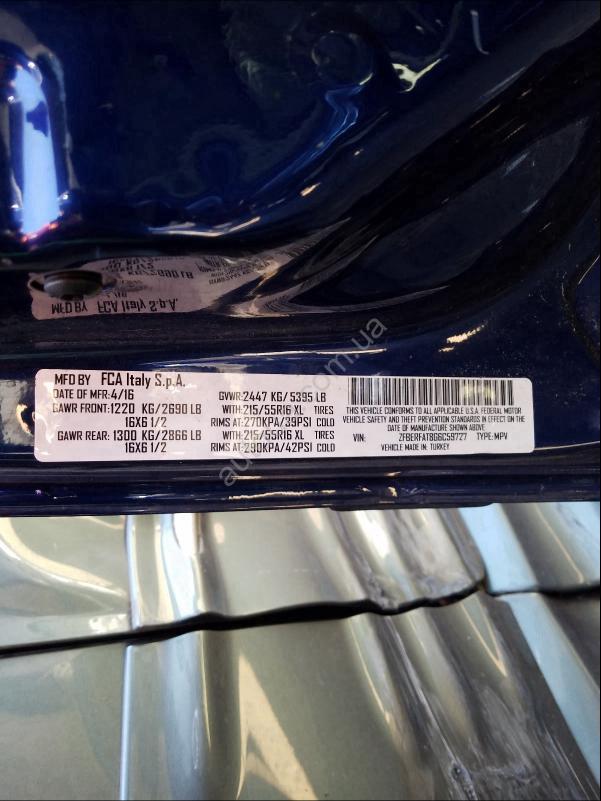 MFD BY FCA Italy S.p.A.
DATE OF MFR: 4/16 GVWR: 2447 KG/ 5395 LB
GAWR FRONT: 1220 KG/2690 LB WITH: 215/55R16 XL TIRES
16X6 1/2 RIMS AT: 270KPA/39PSI COLD
GAWR REAR: 1300 KG/2866 LB WITH: 215/55R16 XL TIRES
16X6 1/2 RIMS AT: 290KPA/42PSI COLD
THIS VEHICLE CONFORMS TO ALL APPLICABLE U.S.A. FEDERAL MOTOR
VEHICLE SAFETY AND THEFT PREVENTION STANDARDS IN EFFECT ON THE
DATE OF MANUFACTURE SHOWN ABOVE
VIN: ZFBERFAT8G6C59727 TYPE: MPV
VEHICLE MADE IN: TURKEY